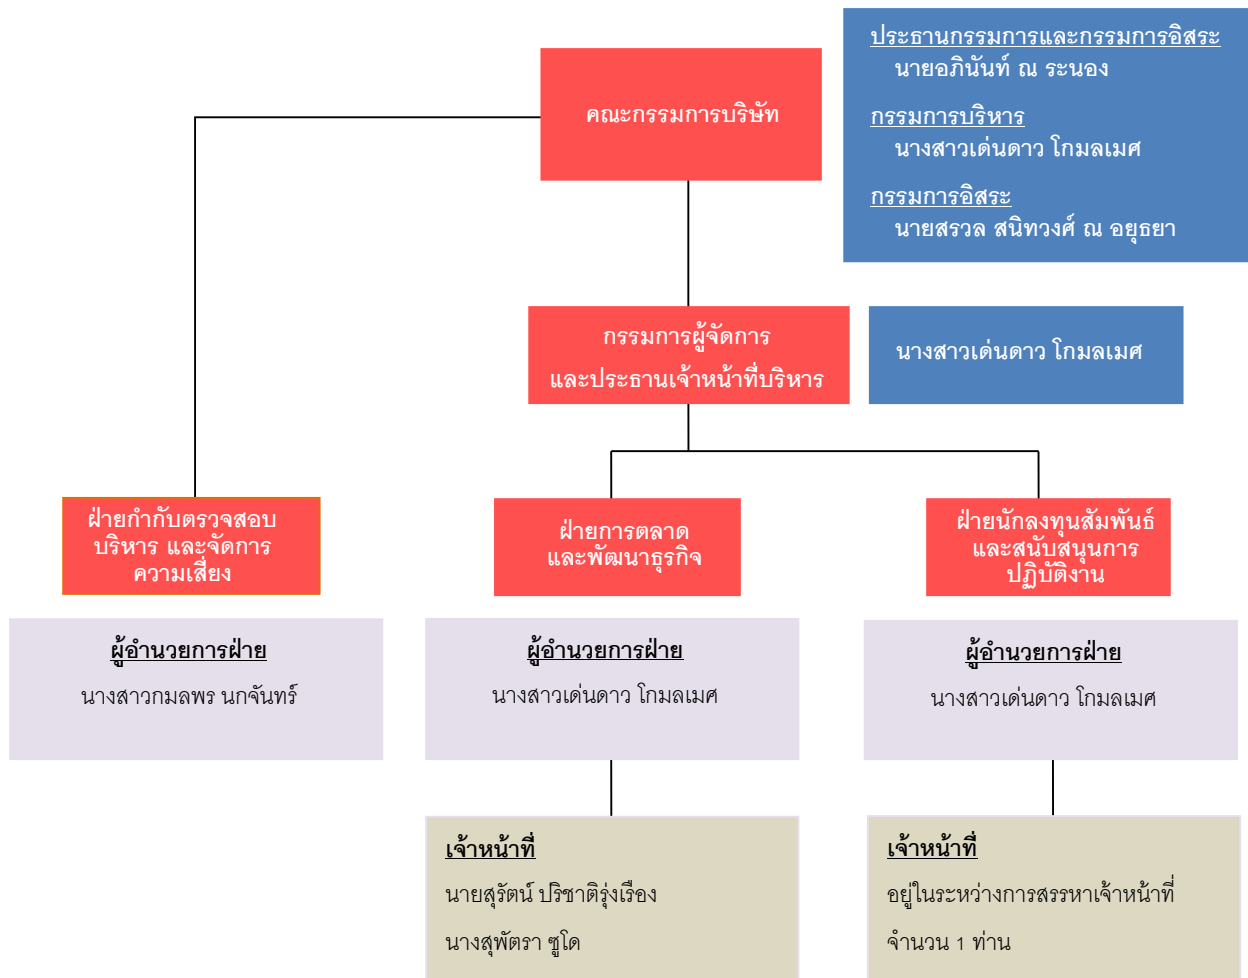 คณะกรรมการบริษัท
ประธานกรรมการและกรรมการอิสระ
นายอภินันท์ ณ ระนอง
กรรมการบริหาร
นางสาวเด่นดาว โกมลเมศ
กรรมการอิสระ
นายสรวล สนิทวงศ์ ณ อยุธยา
กรรมการผู้จัดการ
และประธานเจ้าหน้าที่บริหาร
นางสาวเด่นดาว โกมลเมศ
ฝ่ายกำกับตรวจสอบ
บริหาร และจัดการ
ความเสี่ยง
ผู้อำนวยการฝ่าย
นางสาวกมลพร นกจันทร์
ฝ่ายการตลาด
และพัฒนาธุรกิจ
ผู้อำนวยการฝ่าย
นางสาวเด่นดาว โกมลเมศ
เจ้าหน้าที่
นายสุรัตน์ ปริชาติรุ่งเรือง
นางสุพัตรา ซูโด
ฝ่ายนักลงทุนสัมพันธ์
และสนับสนุนการ
ปฏิบัติงาน
ผู้อำนวยการฝ่าย
นางสาวเด่นดาว โกมลเมศ
เจ้าหน้าที่
อยู่ในระหว่างการสรรหาเจ้าหน้าที่
จำนวน 1 ท่าน